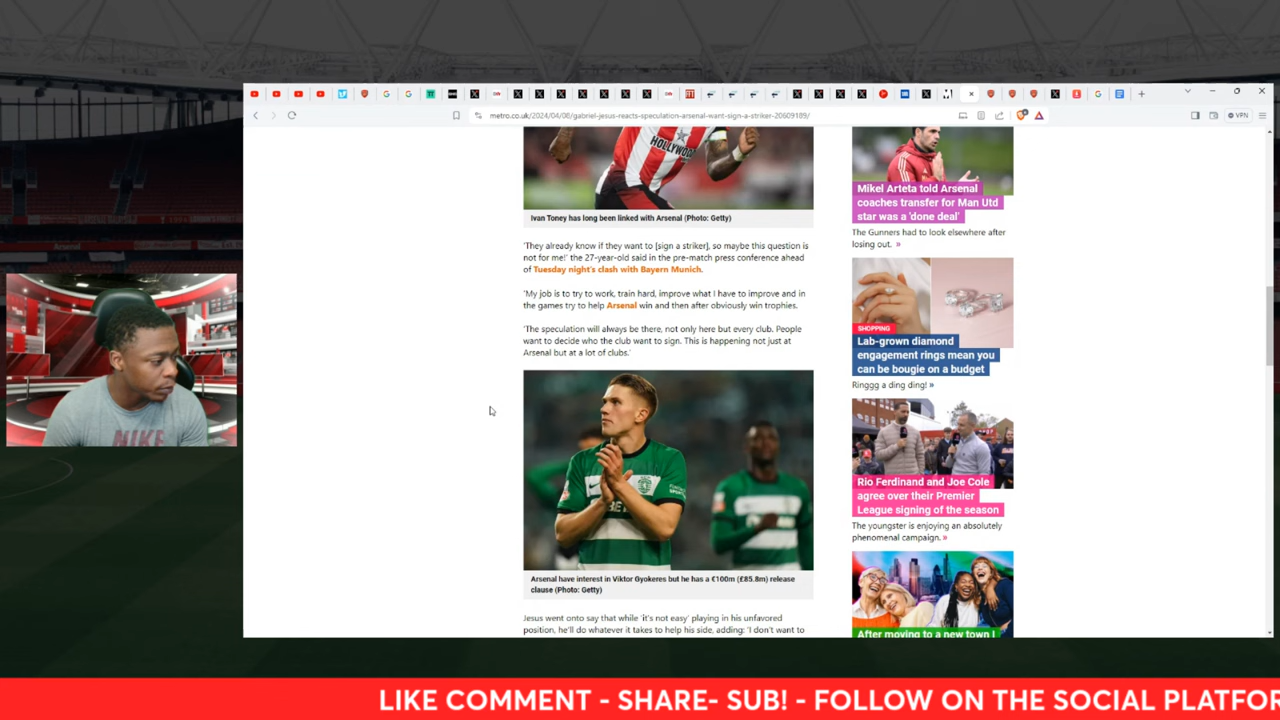 metro.co.uk/2024/04/08/gabriel-jesus-reacts-speculation-arsenal-want-sign-a-striker-20609189/
VPN
HOLLYWOOD
Ivan Toney has long been linked with Arsenal (Photo: Getty)
'They already know if they want to [sign a striker], so maybe this question is
not for me!' the 27-year-old said in the pre-match press conference ahead
of Tuesday night's clash with Bayern Munich.
'My job is to try to work, train hard, improve what I have to improve and in
the games try to help Arsenal win and then after obviously win trophies.
'The speculation will always be there, not only here but every club. People
want to decide who the club want to sign. This is happening not just at
Arsenal but at a lot of clubs.'
Arsenal have interest in Viktor Gyokeres but he has a €100m (£85.8m) release
clause (Photo: Getty)
Jesus went onto say that while 'it's not easy' playing in his unfavored
position, he'll do whatever it takes to help his side, adding: 'I don't want to
Mikel Arteta told Arsenal
coaches transfer for Man Utd
star was a 'done deal'
The Gunners had to look elsewhere after
losing out. »
SHOPPING
Lab-grown diamond
engagement rings mean you
can be bougie on a budget
Ringgg a ding ding! »
Rio Ferdinand and Joe Cole
agree over their Premier
League signing of the season
The youngster is enjoying an absolutely
phenomenal campaign. »
After moving to a new town I
NIKE
LIKE COMMENT - SHARE- SUB! - FOLLOW ON THE SOCIAL PLATFOR